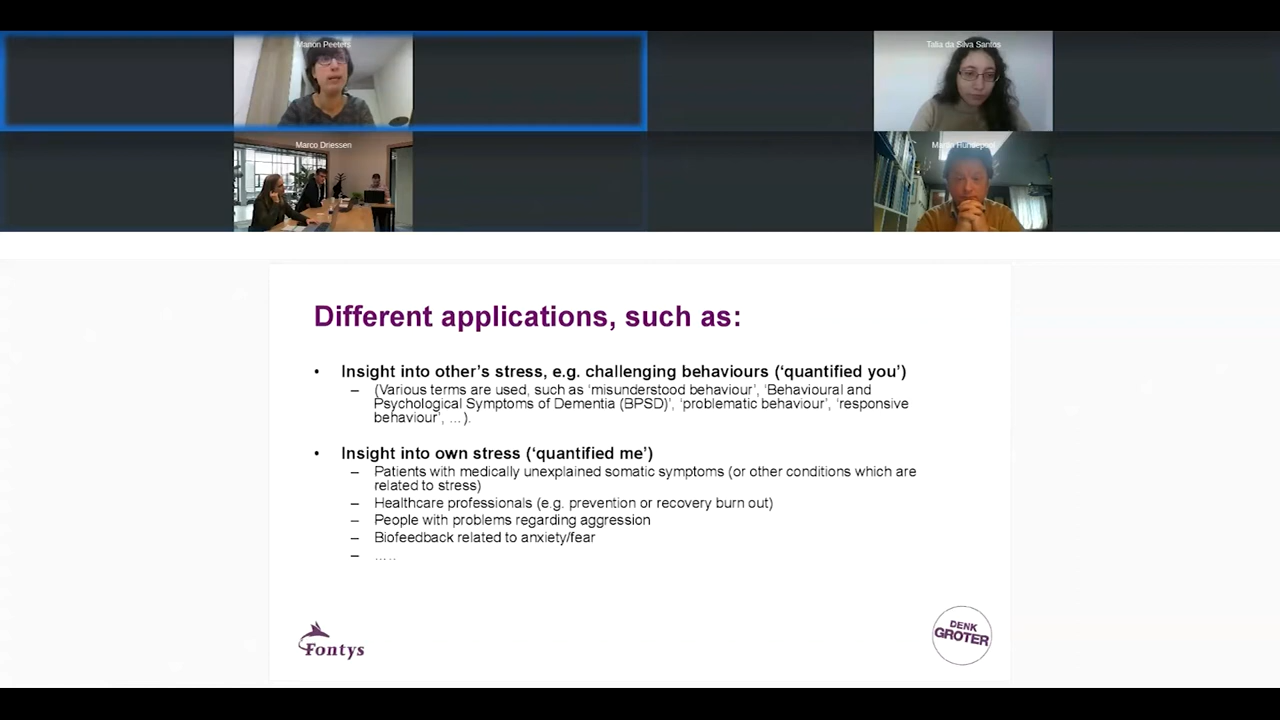 Manon Peeters
Talia da Silva Santos
Marco Driessen
Different applications, such as:
• Insight into other’s stress, e.g. challenging behaviours (‘quantified you’)
– (Various terms are used, such as ‘misunderstood behaviour’, ‘Behavioural and
Psychological Symptoms of Dementia (BPSD)’, ‘problematic behaviour’, ‘responsive
behaviour’, …).
• Insight into own stress (‘quantified me’)
– Patients with medically unexplained somatic symptoms (or other conditions which are
related to stress)
– Healthcare professionals (e.g. prevention or recovery burn out)
– People with problems regarding aggression
– Biofeedback related to anxiety/fear
– …..
Fontys
DENK
GROTER